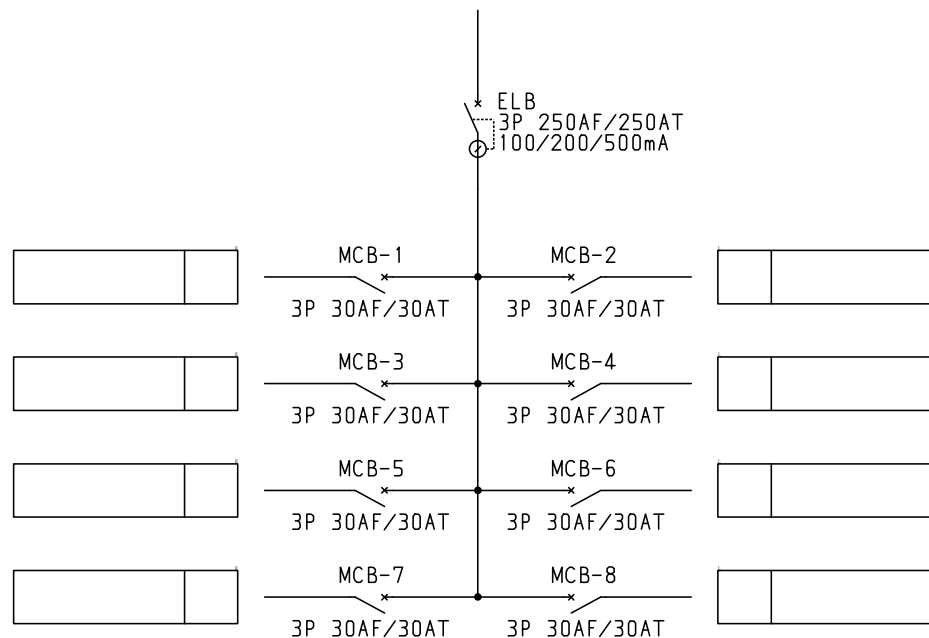 ELB
3P 250AF/250AT
100/200/500mA
MCB-1
MCB-2
3P 30AF/30AT
3P 30AF/30AT
MCB-3
MCB-4
3P 30AF/30AT
3P 30AF/30AT
MCB-5
MCB-6
3P 30AF/30AT
3P 30AF/30AT
MCB-7
MCB-8
3P 30AF/30AT
3P 30AF/30AT